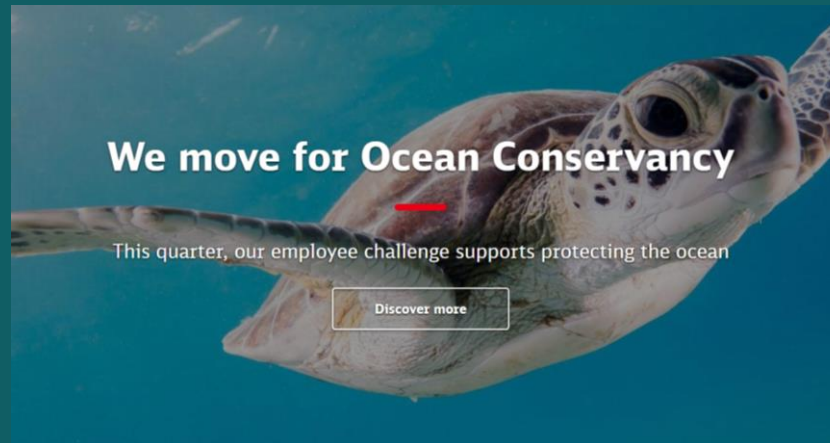 We move for Ocean Conservancy
This quarter, our employee challenge supports protecting the ocean
Discover more